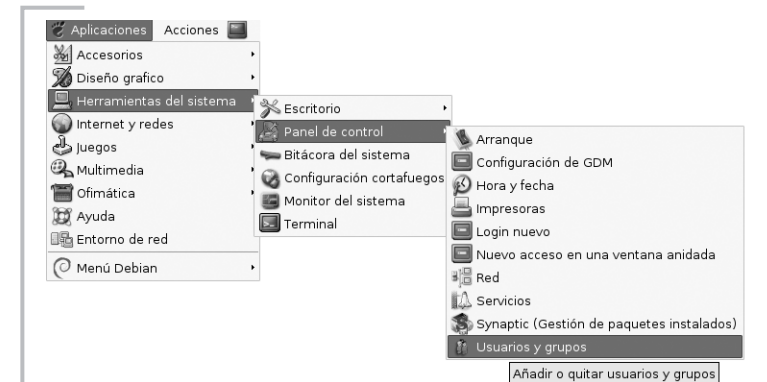 Aplicaciones Acciones
Accesorios
Diseño grafico
Herramientas del sistema
Internet y redes
Juegos
Multimedia
Ofimática
Ayuda
Entorno de red
Menú Debian
Escritorio
Panel de control
Bitácora del sistema
Configuración cortafuegos
Monitor del sistema
Terminal
Arranque
Configuración de GDM
Hora y fecha
Impresoras
Login nuevo
Nuevo acceso en una ventana anidada
Red
Servicios
Synaptic (Gestión de paquetes instalados)
Usuarios y grupos
Añadir o quitar usuarios y grupos